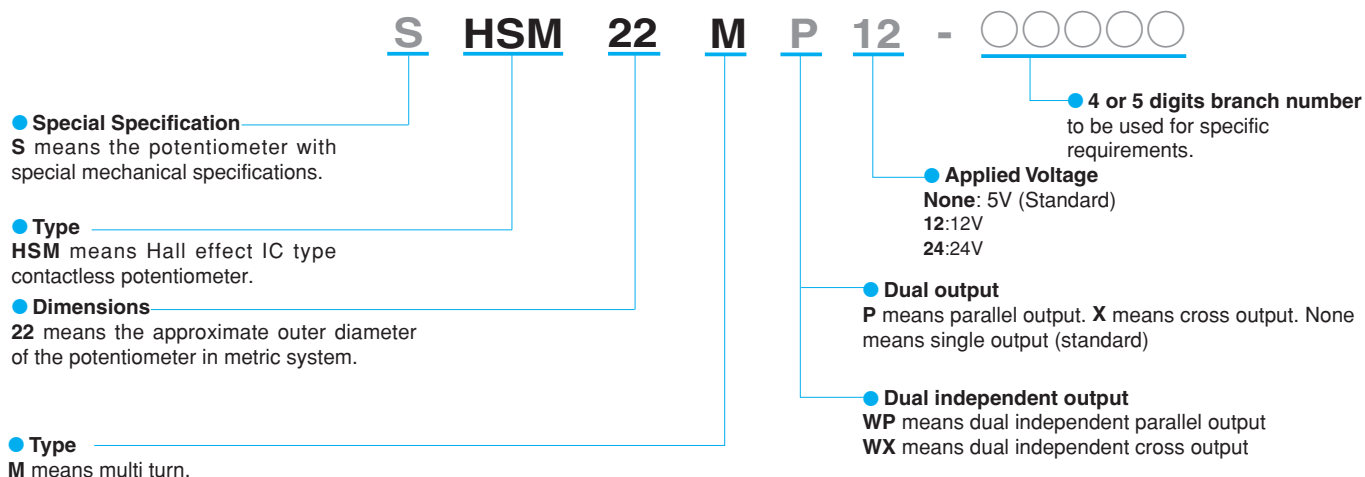 S HSM 22 M P 12 - ○○○○○
● Special Specification
S means the potentiometer with
special mechanical specifications.
● Type
HSM means Hall effect IC type
contactless potentiometer.
● Dimensions
22 means the approximate outer diameter
of the potentiometer in metric system.
● Type
M means multi turn.
● 4 or 5 digits branch number
to be used for specific
requirements.
● Applied Voltage
None: 5V (Standard)
12:12V
24:24V
● Dual output
P means parallel output. X means cross output. None
means single output (standard)
● Dual independent output
WP means dual independent parallel output
WX means dual independent cross output